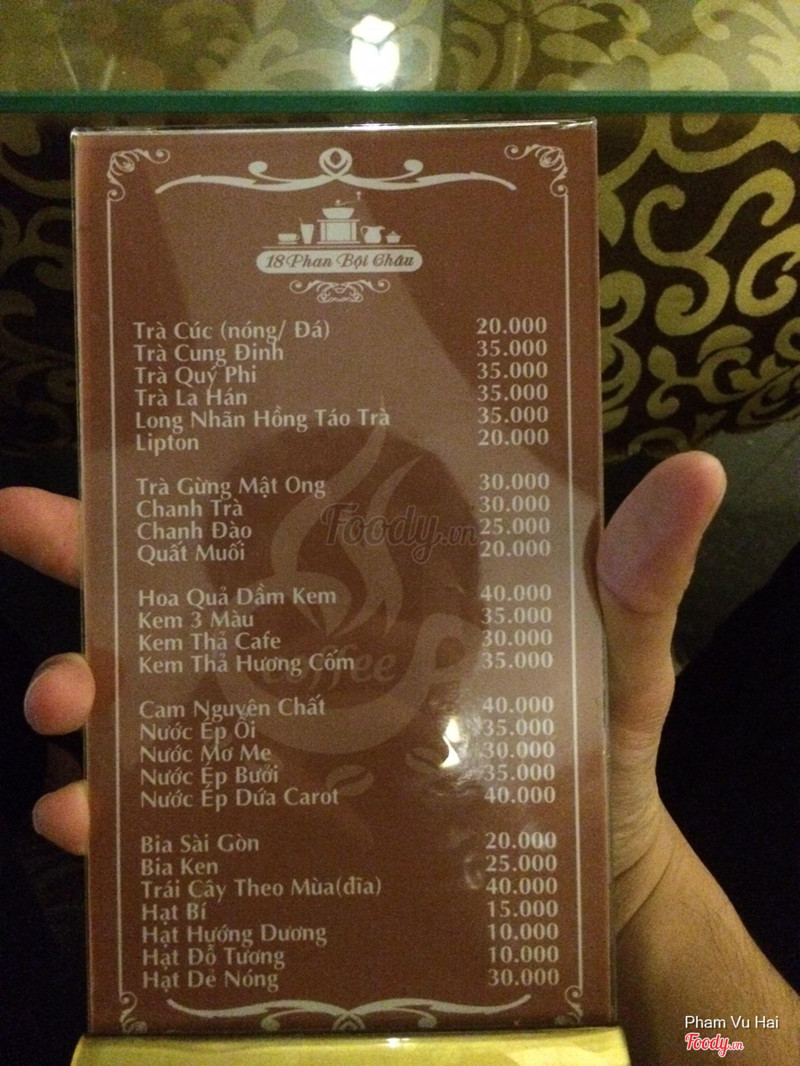 18 Phan Bội Châu
Trà Cúc (nóng/ Đá) 20.000
Trà Cung Đinh 35.000
Trà Quý Phi 35.000
Trà La Hán 35.000
Long Nhãn Hồng Táo Trà 35.000
Lipton 20.000
Trà Gừng Mật Ong 30.000
Chanh Trà 30.000
Chanh Đào 25.000
Quất Muối 20.000
Hoa Quả Dầm Kem 40.000
Kem 3 Màu 35.000
Kem Thả Cafe 30.000
Kem Thả Hương Cốm 35.000
Cam Nguyên Chất 40.000
Nước Ép Ổi 35.000
Nước Mơ Me 30.000
Nước Ép Bưởi 35.000
Nước Ép Dứa Carot 40.000
Bia Sài Gòn 20.000
Bia Ken 25.000
Trái Cây Theo Mùa(đĩa) 40.000
Hạt Bí 15.000
Hạt Hướng Dương 10.000
Hạt Đỗ Tương 10.000
Hạt Dẻ Nóng 30.000
coffee
Foody.vn
Pham Vu Hai
Foody.vn